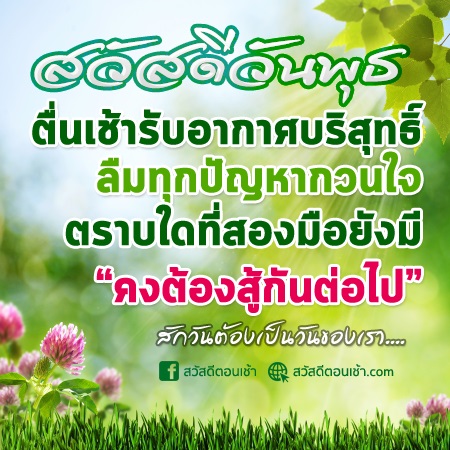 สวัสดีวันพุธ
ตื่นเช้ารับอากาศบริสุทธิ์
ลืมทุกปัญหากวนใจ
ตราบใดที่สองมือยังมี
“คงต้องสู้กันต่อไป”
สักวันต้องเป็นวันของเรา....
สวัสดีตอนเช้า สวัสดีตอนเช้า.com